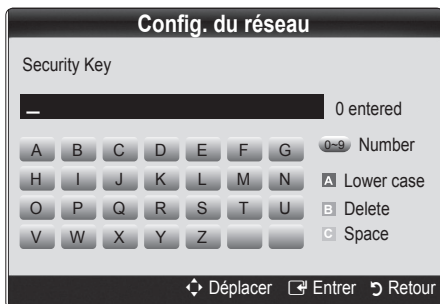 Config. du réseau
Security Key
_ 0 entered
A B C D E F G 0~9 Number
H I J K L M N A Lower case
O P Q R S T U B Delete
V W X Y Z C Space
Déplacer Entrer Retour